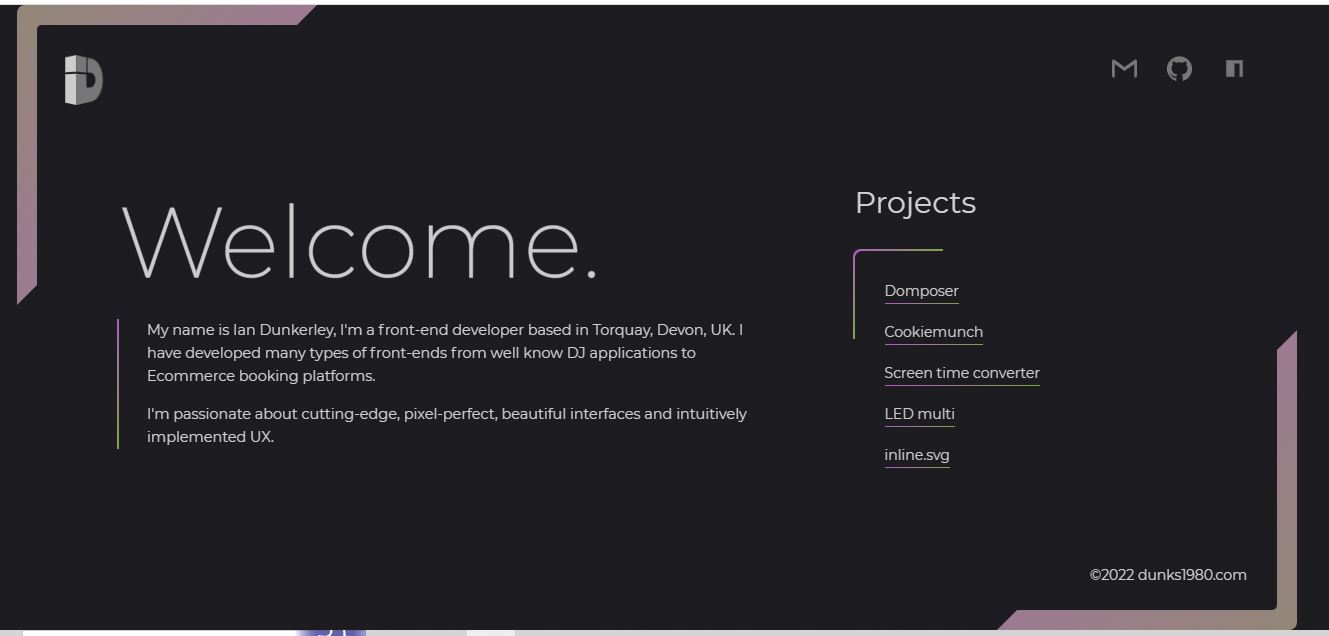 Welcome.
My name is Ian Dunkerley, I'm a front-end developer based in Torquay, Devon, UK. I
have developed many types of front-ends from well know DJ applications to
Ecommerce booking platforms.
I'm passionate about cutting-edge, pixel-perfect, beautiful interfaces and intuitively
implemented UX.
Projects
Domposer
Cookiemunch
Screen time converter
LED multi
inline.svg
©2022 dunks1980.com